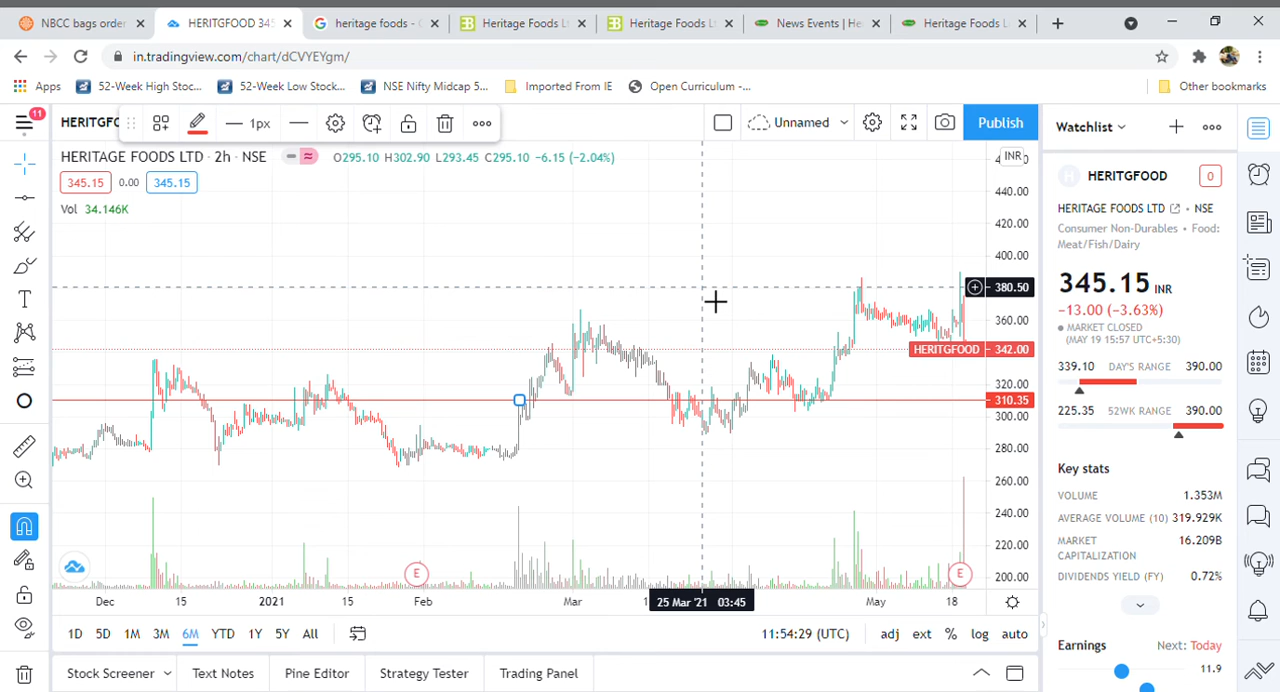 NBCC bags order
HERITGFOOD 345
heritage foods - G
Heritage Foods Lt
Heritage Foods Lt
News Events | He
Heritage Foods L
in.tradingview.com/chart/dCVYEYgm/
Apps
52-Week High Stoc...
52-Week Low Stock...
NSE Nifty Midcap 5...
Imported From IE
Open Curriculum -...
Other bookmarks
11
HERITGFC
1px
Unnamed
Publish
Watchlist
HERITAGE FOODS LTD · 2h · NSE
O295.10 H302.90 L293.45 C295.10 -6.15 (-2.04%)
345.15
0.00
345.15
Vol 34.146K
INR
440.00
420.00
400.00
380.50
360.00
HERITGFOOD 342.00
320.00
310.35
300.00
280.00
260.00
240.00
220.00
200.00
E
E
Dec
15
2021
15
Feb
Mar
25 Mar '21 03:45
May
18
1D
5D
1M
3M
6M
YTD
1Y
5Y
All
11:54:29 (UTC)
adj
ext
%
log
auto
Stock Screener
Text Notes
Pine Editor
Strategy Tester
Trading Panel
H
HERITGFOOD
0
HERITAGE FOODS LTD • NSE
Consumer Non-Durables • Food:
Meat/Fish/Dairy
345.15 INR
−13.00 (−3.63%)
MARKET CLOSED
(MAY 19 15:57 UTC+5:30)
339.10 DAY'S RANGE 390.00
225.35 52WK RANGE 390.00
Key stats
VOLUME 1.353M
AVERAGE VOLUME (10) 319.929K
MARKET
CAPITALIZATION 16.209B
DIVIDENDS YIELD (FY) 0.72%
Earnings Next: Today
11.9